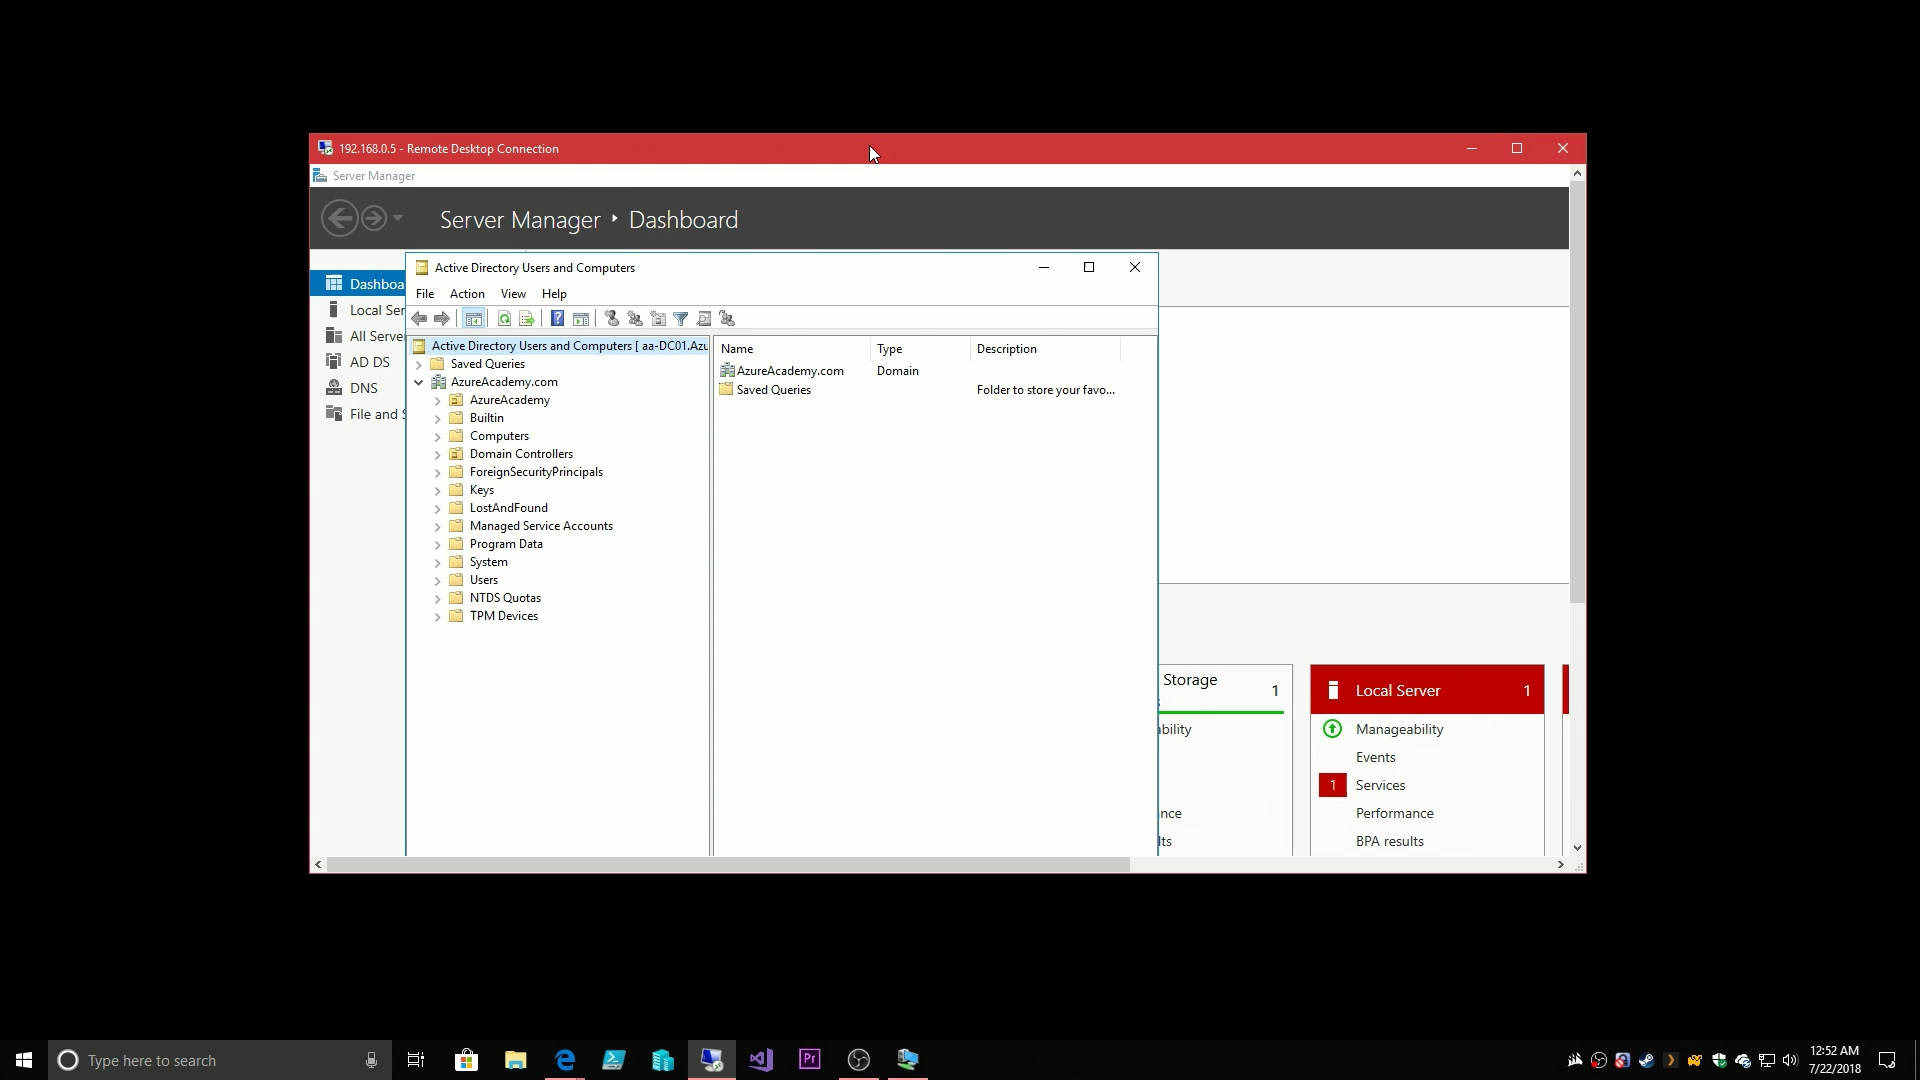 192.168.0.5 - Remote Desktop Connection
Server Manager
Server Manager Dashboard
Dashboa
Local Ser
All Serve
AD DS
DNS
File and S
Active Directory Users and Computers
File Action View Help
Active Directory Users and Computers [ aa-DC01.Azu
Saved Queries
AzureAcademy.com
AzureAcademy
Builtin
Computers
Domain Controllers
ForeignSecurityPrincipals
Keys
LostAndFound
Managed Service Accounts
Program Data
System
Users
NTDS Quotas
TPM Devices
Name Type Description
AzureAcademy.com Domain
Saved Queries Folder to store your favo...
Storage 1
ability
nce
lts
Local Server 1
Manageability
Events
1 Services
Performance
BPA results
Type here to search
Pr
12:52 AM
7/22/2018